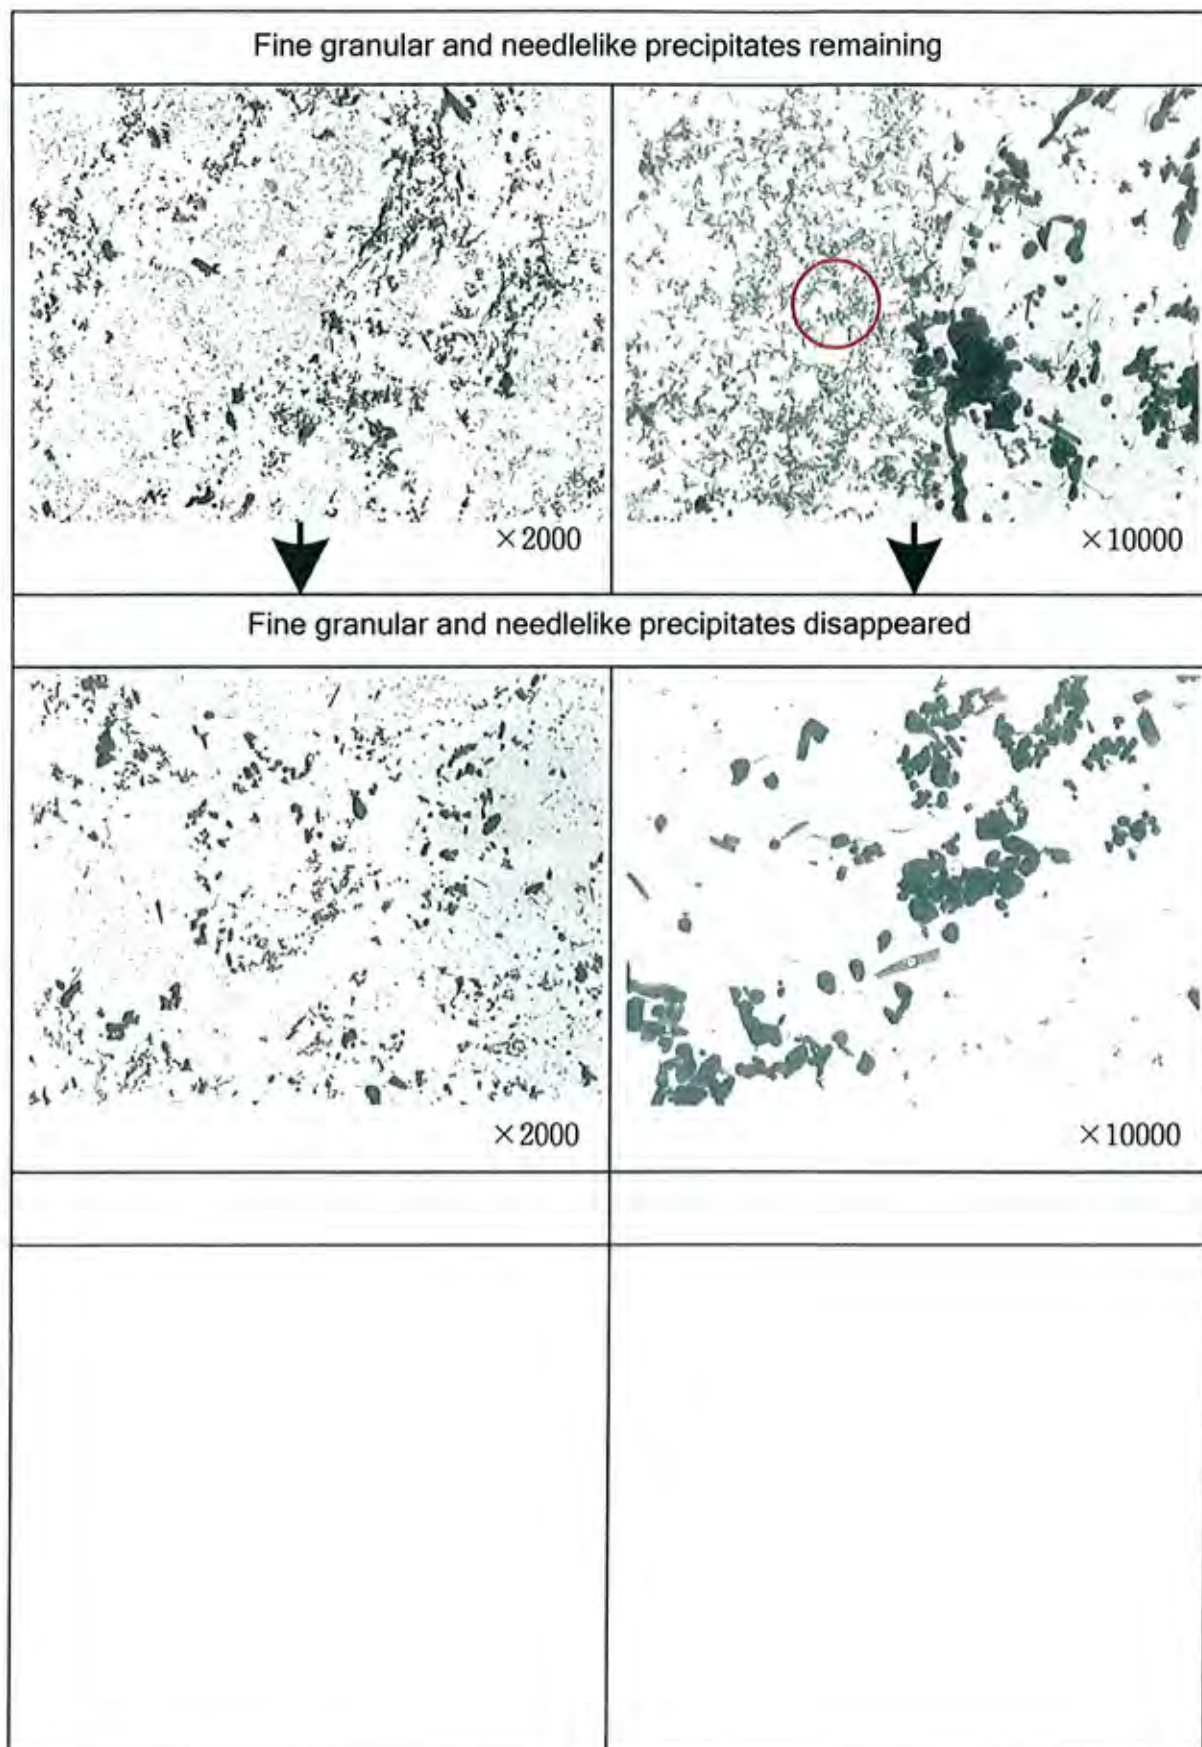 Fine granular and needlelike precipitates remaining
×2000
×10000
Fine granular and needlelike precipitates disappeared
×2000
×10000